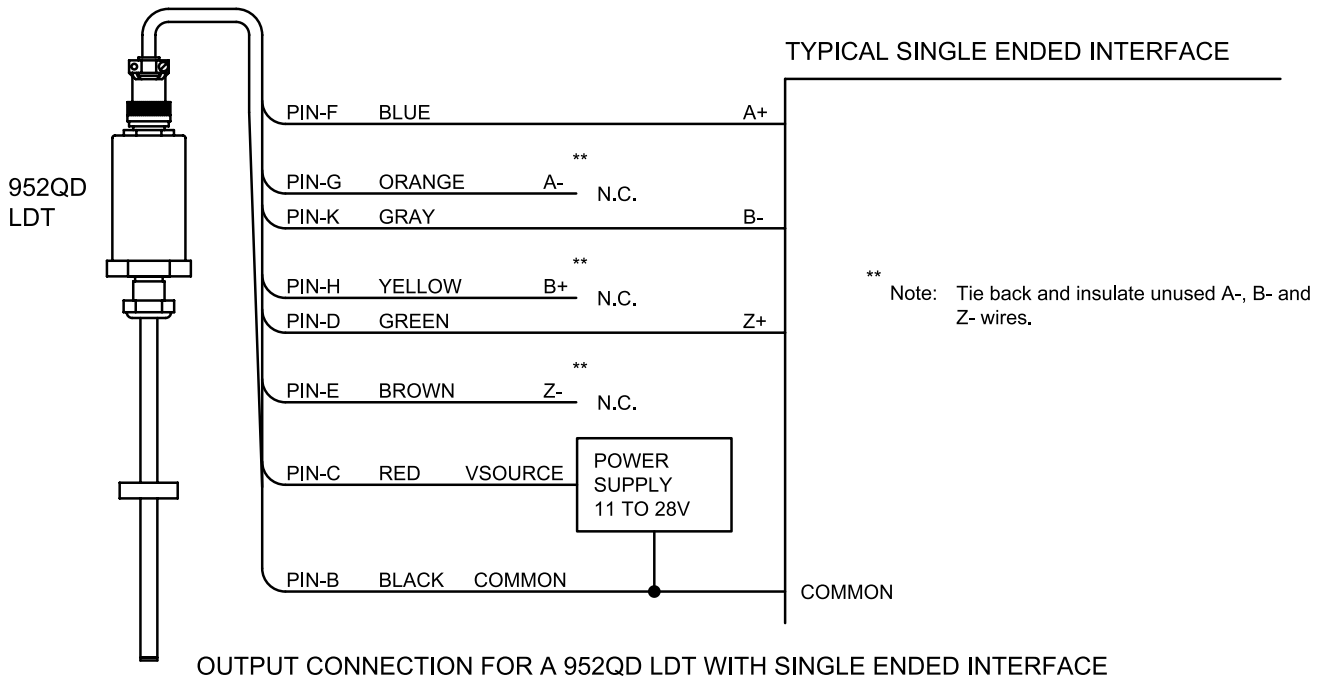 TYPICAL SINGLE ENDED INTERFACE
952QD
LDT
PIN-F BLUE A+
**
PIN-G ORANGE A- N.C.
PIN-K GRAY B-
**
PIN-H YELLOW B+ N.C.
PIN-D GREEN Z+
**
PIN-E BROWN Z- N.C.
** Note: Tie back and insulate unused A-, B- and
Z- wires.
PIN-C RED VSOURCE
POWER
SUPPLY
11 TO 28V
PIN-B BLACK COMMON
COMMON
OUTPUT CONNECTION FOR A 952QD LDT WITH SINGLE ENDED INTERFACE